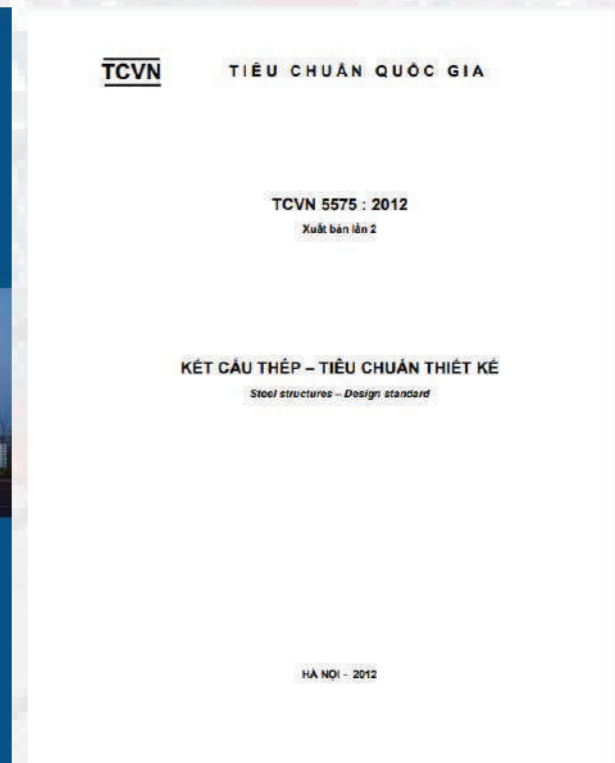 TCVN
TIÊU CHUẨN QUỐC GIA
TCVN 5575 : 2012
Xuất bản lần 2
KẾT CẤU THÉP – TIÊU CHUẨN THIẾT KẾ
Steel structures – Design standard
HÀ NỘI - 2012